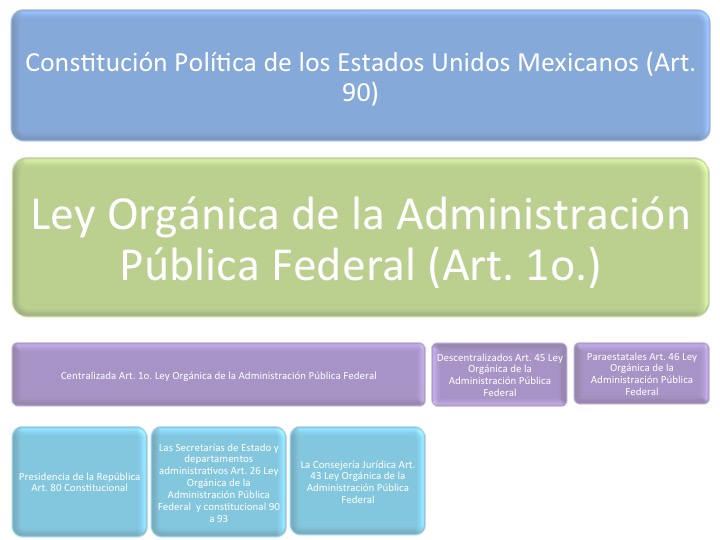 Constitución Política de los Estados Unidos Mexicanos (Art.
90)
Ley Orgánica de la Administración
Pública Federal (Art. 1o.)
Centralizada Art. 1o. Ley Orgánica de la Administración Pública Federal
Descentralizados Art. 45 Ley
Orgánica de la
Administración Pública
Federal
Paraestatales Art. 46 Ley
Orgánica de la
Administración Pública
Federal
Presidencia de la República
Art. 80 Constitucional
Las Secretarías de Estado y
departamentos
administrativos Art. 26 Ley
Orgánica de la
Administración Pública
Federal y constitucional 90
a 93
La Consejería Jurídica Art.
43 Ley Orgánica de la
Administración Pública
Federal